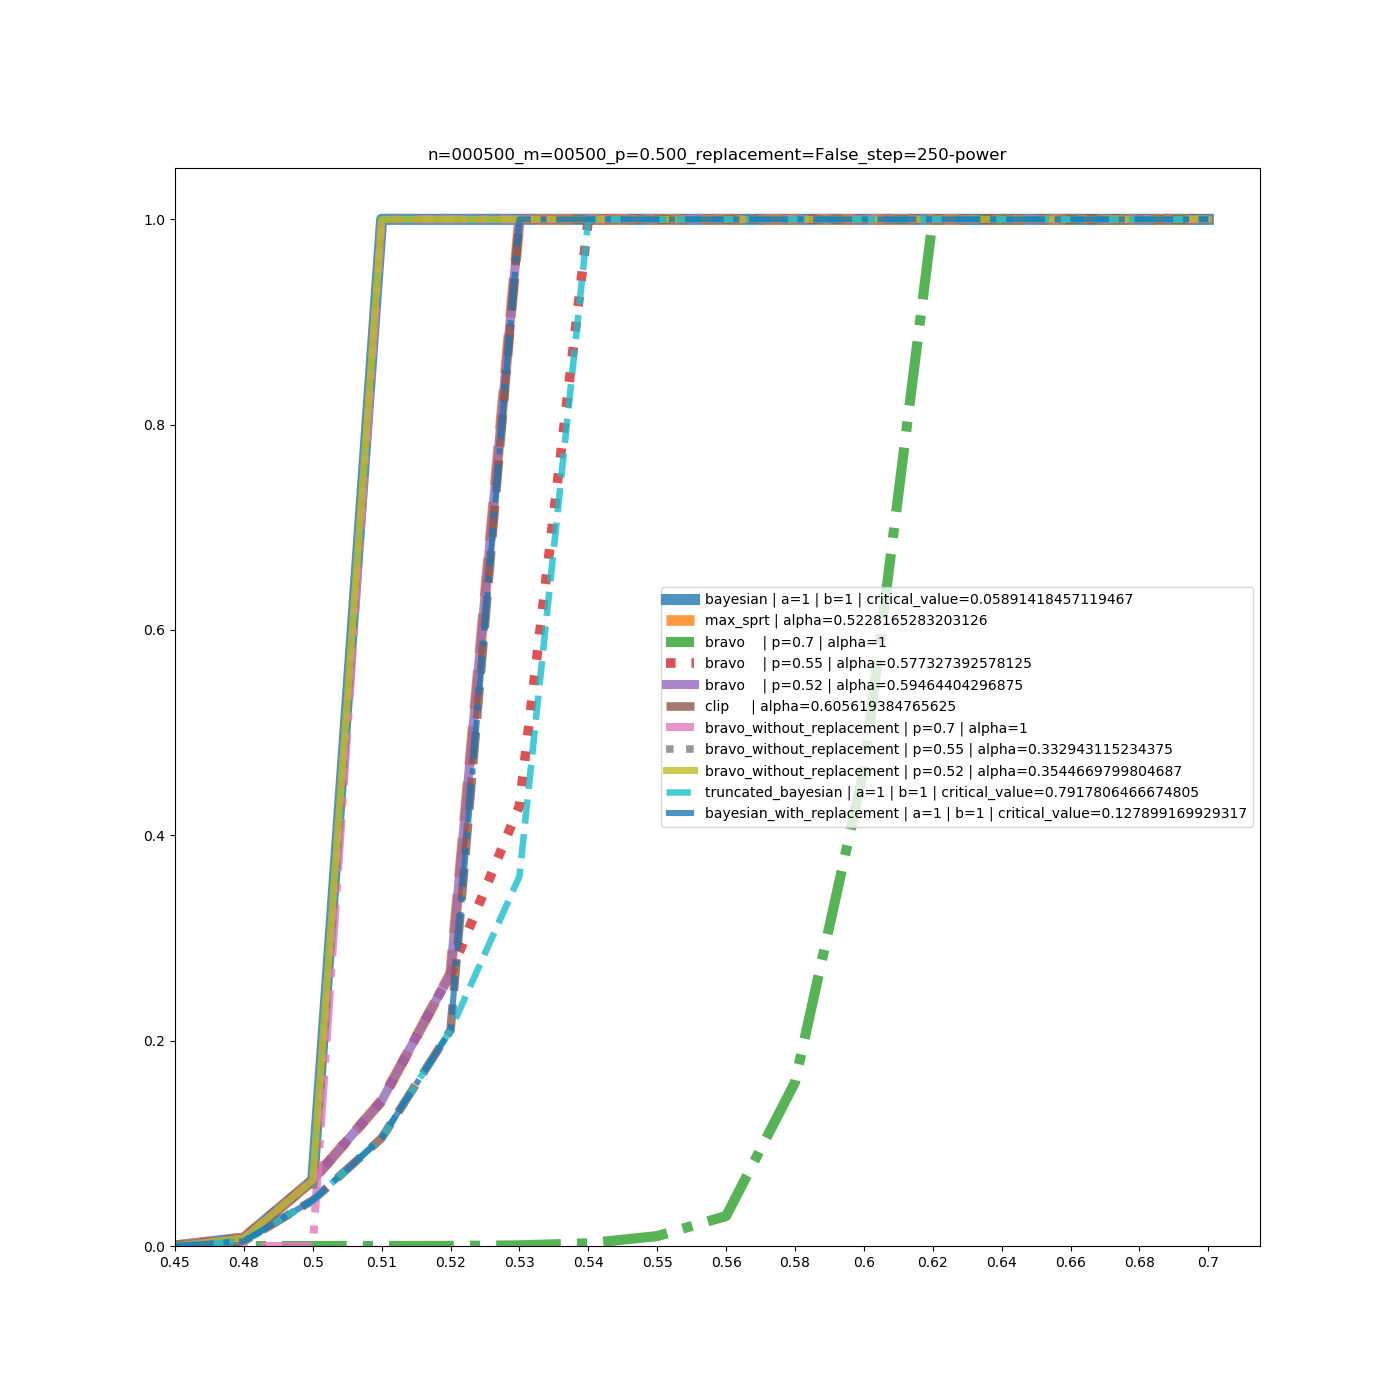 n=000500_m=00500_p=0.500_replacement=False_step=250-power
1.0
0.8
0.6
0.4
0.2
0.0
bayesian | a=1 | b=1 | critical_value=0.05891418457119467
max_sprt | alpha=0.5228165283203126
bravo | p=0.7 | alpha=1
bravo | p=0.55 | alpha=0.577327392578125
bravo | p=0.52 | alpha=0.59464404296875
clip | alpha=0.605619384765625
bravo_without_replacement | p=0.7 | alpha=1
bravo_without_replacement | p=0.55 | alpha=0.332943115234375
bravo_without_replacement | p=0.52 | alpha=0.3544669799804687
truncated_bayesian | a=1 | b=1 | critical_value=0.7917806466674805
bayesian_with_replacement | a=1 | b=1 | critical_value=0.127899169929317
0.45 0.48 0.5 0.51 0.52 0.53 0.54 0.55 0.56 0.58 0.6 0.62 0.64 0.66 0.68 0.7